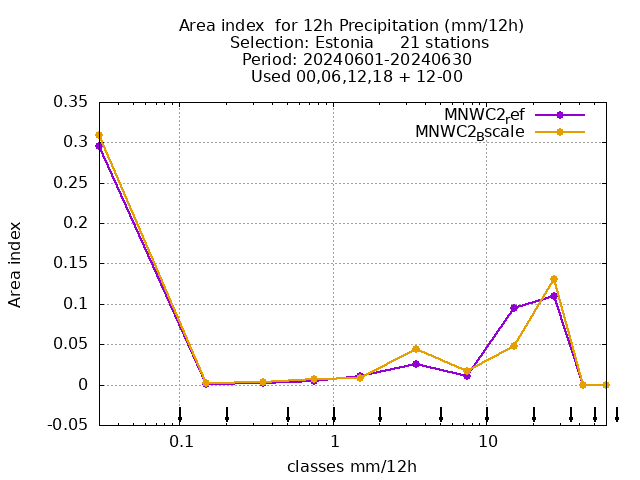 Area index  for 12h Precipitation (mm/12h)
Selection: Estonia     21 stations
Period: 20240601-20240630
Used 00,06,12,18 + 12-00
MNWC2ref
MNWC2Bscale
0.35
0.3
0.25
0.2
0.15
0.1
0.05
0
-0.05
Area index
0.1 1 10
classes mm/12h